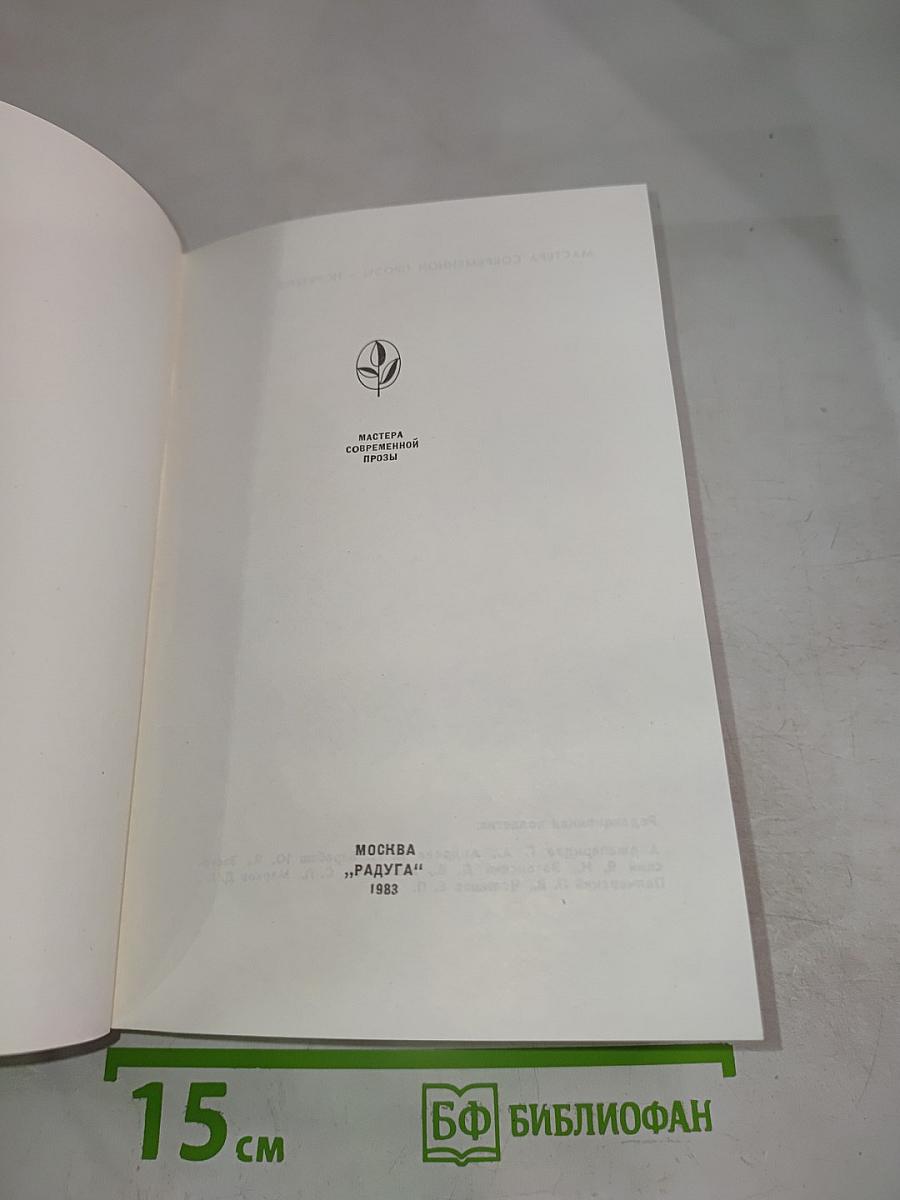 МАСТЕРА
СОВРЕМЕННОЙ
ПРОЗЫ
МОСКВА
„РАДУГА“
1983
15 см
БФ БИБЛИОФАН